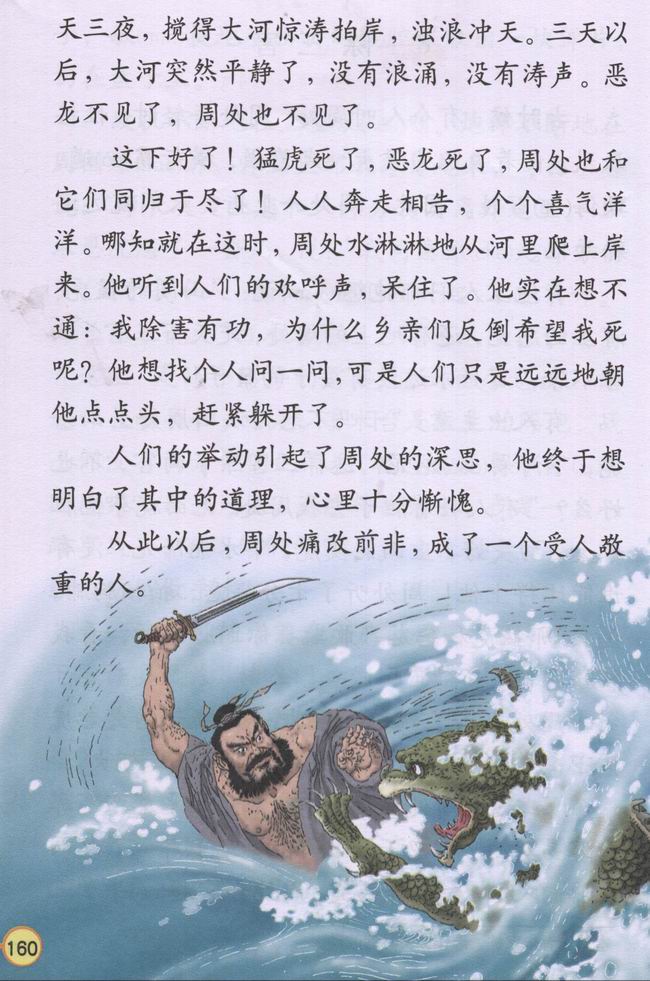 天三夜，搅得大河惊涛拍岸，浊浪冲天。三天以
后，大河突然平静了，没有浪涌，没有涛声。恶
龙不见了，周处也不见了。
这下好了！猛虎死了，恶龙死了，周处也和
它们同归于尽了！人人奔走相告，个个喜气洋
洋。哪知就在这时，周处水淋淋地从河里爬上岸
来。他听到人们的欢呼声，呆住了。他实在想不
通：我除害有功，为什么乡亲们反倒希望我死
呢？他想找个人问一问，可是人们只是远远地朝
他点点头，赶紧躲开了。
人们的举动引起了周处的深思，他终于想
明白了其中的道理，心里十分惭愧。
从此以后，周处痛改前非，成了一个受人敬
重的人。
160